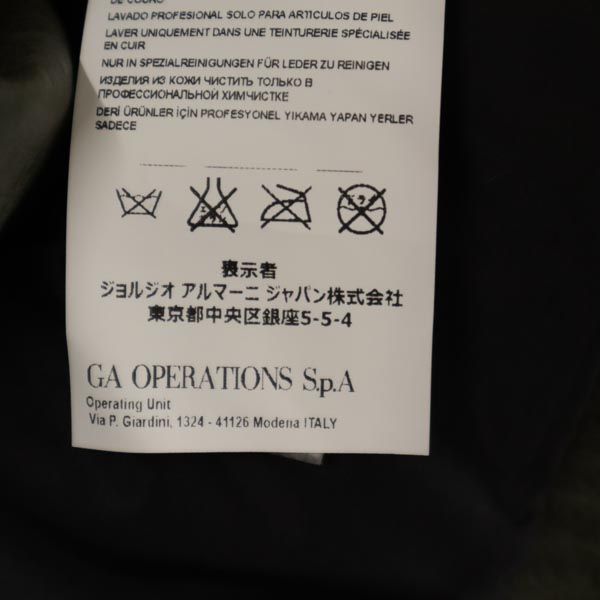 DE COURO
LAVADO PROFESIONAL SOLO PARA ARTICULOS DE PIEL
LAVER UNIQUEMENT DANS UNE TEINTURERIE SPÉCIALISÉE
EN CUIR
NUR IN SPEZIALREINIGUNGEN FÜR LEDER ZU REINIGEN
ИЗДЕЛИЯ ИЗ КОЖИ ЧИСТИТЬ ТОЛЬКО В
ПРОФЕССИОНАЛЬНОЙ ХИМЧИСТКЕ
DERİ ÜRÜNLER İÇİN PROFESYONEL YIKAMA YAPAN YERLER
SADECE
表示者
ジョルジオ アルマーニ ジャパン株式会社
東京都中央区銀座5-5-4
GA OPERATIONS S.p.A
Operating Unit
Via P. Giardini, 1324 - 41126 Modena ITALY